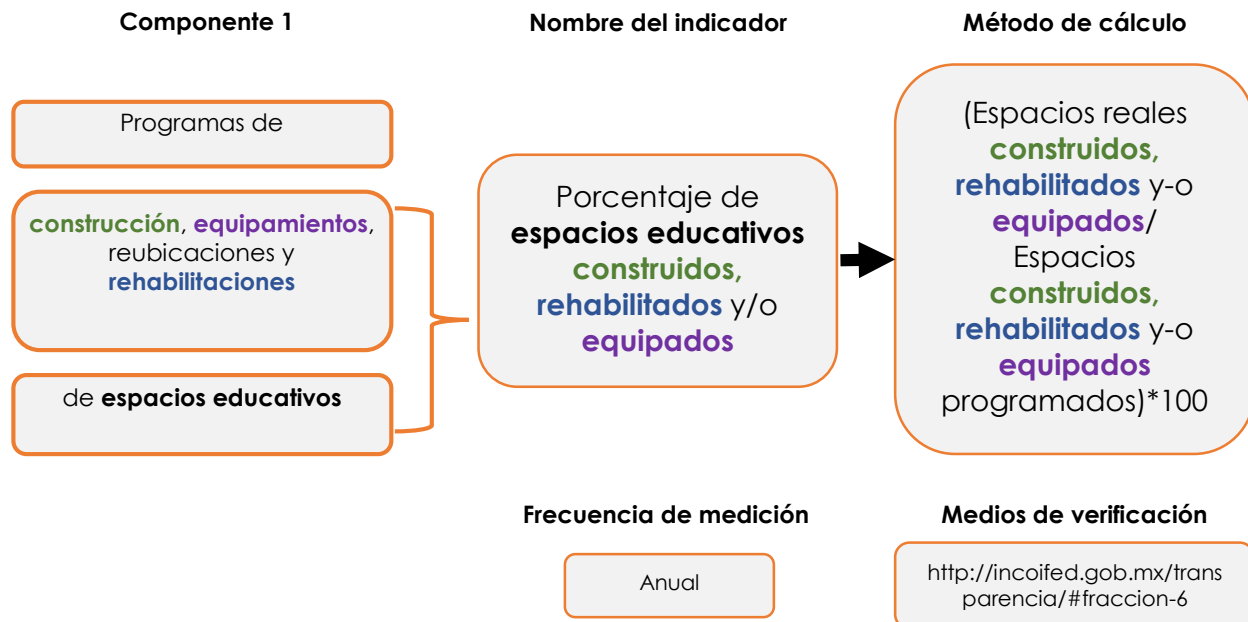 Componente 1
Nombre del indicador
Método de cálculo
Programas de
construcción, equipamientos,
reubicaciones y
rehabilitaciones
de espacios educativos
Porcentaje de
espacios educativos
construidos,
rehabilitados y/o
equipados
(Espacios reales
construidos,
rehabilitados y-o
equipados/
Espacios
construidos,
rehabilitados y-o
equipados
programados)*100
Frecuencia de medición
Anual
Medios de verificación
http://incoifed.gob.mx/trans
parencia/#fraccion-6